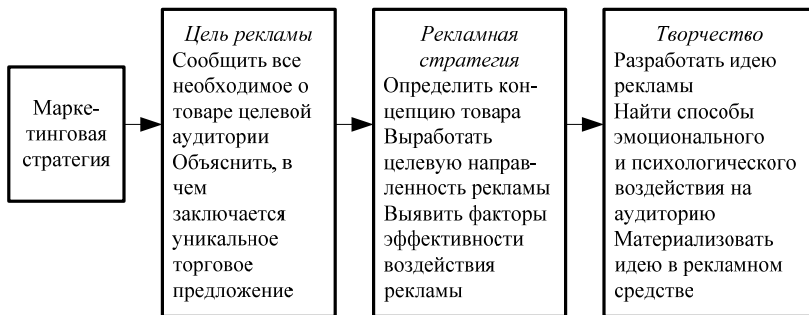 Марке-
тинговая
стратегия
Цель рекламы
Сообщить все
необходимое о
товаре целевой
аудитории
Объяснить, в
чем
заключается
уникальное
торговое
предложение
Рекламная
стратегия
Определить кон-
цепцию товара
Выработать
целевую направ-
ленность рекламы
Выявить факторы
эффективности
воздействия
рекламы
Творчество
Разработать идею
рекламы
Найти способы
эмоционального
и психологического
воздействия на
аудиторию
Материализовать
идею в рекламном
средстве